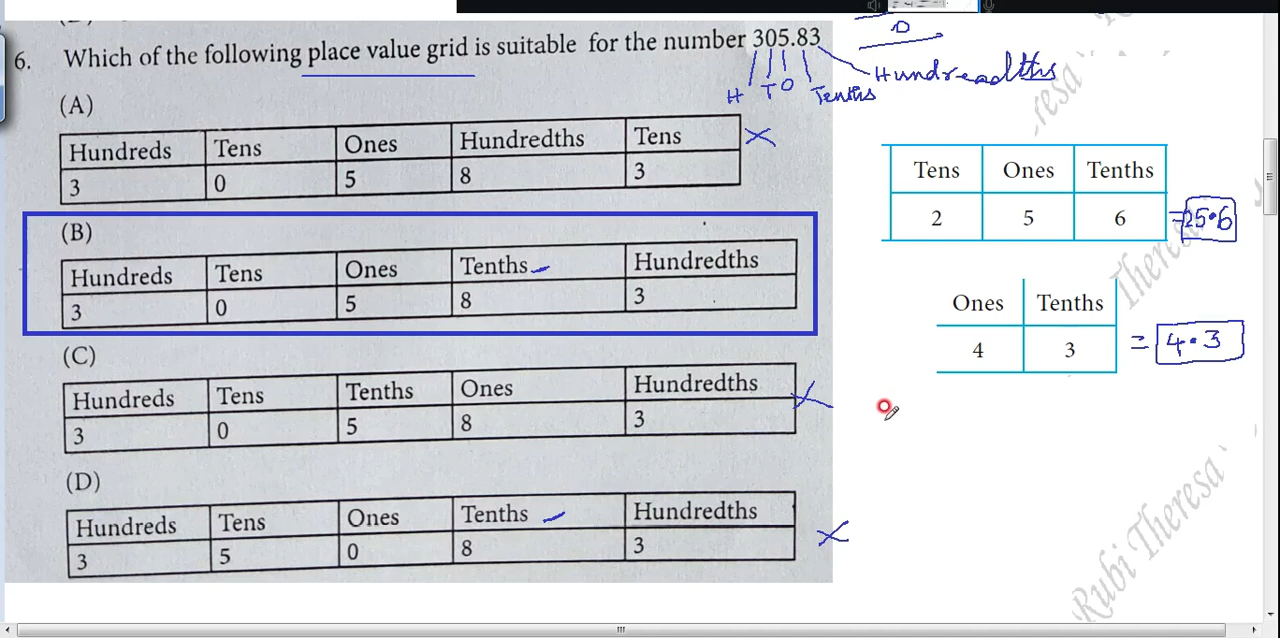 6. Which of the following place value grid is suitable for the number 305.83
H T O Tenths Hundreadths
(A)
Hundreds Tens Ones Hundredths Tens
3 0 5 8 3
(B)
Hundreds Tens Ones Tenths Hundredths
3 0 5 8 3
(C)
Hundreds Tens Tenths Ones Hundredths
3 0 5 8 3
(D)
Hundreds Tens Ones Tenths Hundredths
3 5 0 8 3
Tens Ones Tenths
2 5 6 =25.6
Ones Tenths
4 3 = 4.3
Rubi Theresa